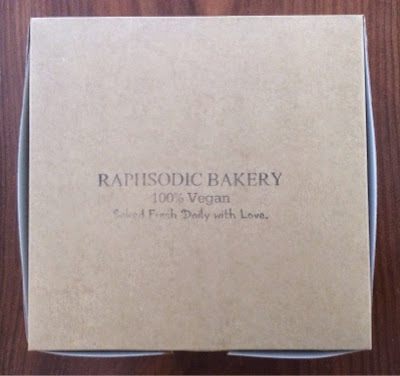 RAPHSODIC BAKERY
100% Vegan
Baked Fresh Daily with Love.